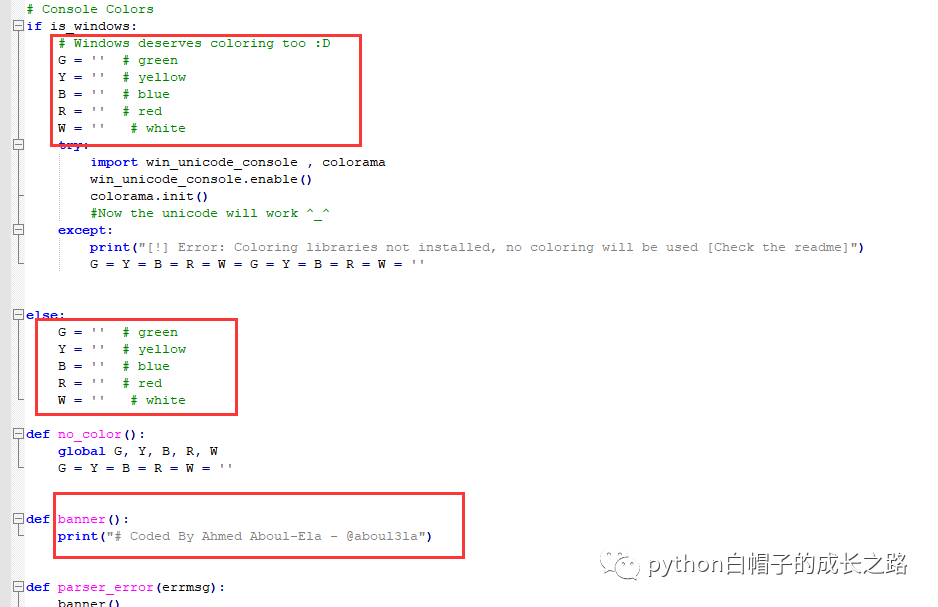 # Console Colors
if is_windows:
    # Windows deserves coloring too :D
    G = ''  # green
    Y = ''  # yellow
    B = ''  # blue
    R = ''  # red
    W = ''   # white
    try:
        import win_unicode_console , colorama
        win_unicode_console.enable()
        colorama.init()
        #Now the unicode will work ^_^
    except:
        print("[!] Error: Coloring libraries not installed, no coloring will be used [Check the readme]")
        G = Y = B = R = W = G = Y = B = R = W = ''
else:
    G = ''  # green
    Y = ''  # yellow
    B = ''  # blue
    R = ''  # red
    W = ''   # white
def no_color():
    global G, Y, B, R, W
    G = Y = B = R = W = ''
def banner():
    print("# Coded By Ahmed Aboul-Ela - @aboul3la")
python白帽子的成长之路
def parser_error(errmsg):
    banner()